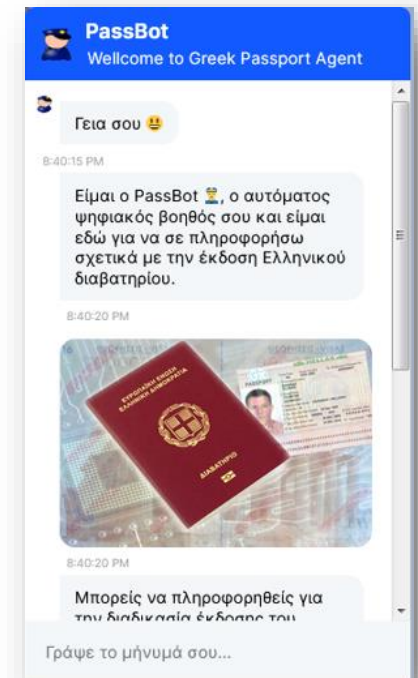 PassBot
Wellcome to Greek Passport Agent
Γεια σου 😃
8:40:15 PM
Είμαι ο PassBot 👮, ο αυτόματος
ψηφιακός βοηθός σου και είμαι
εδώ για να σε πληροφορήσω
σχετικά με την έκδοση Ελληνικού
διαβατηρίου.
8:40:20 PM
ΕΥΡΩΠΑΪΚΗ ΕΝΩΣΗ
ΕΛΛΗΝΙΚΗ ΔΗΜΟΚΡΑΤΙΑ
ΔΙΑΒΑΤΗΡΙΟ
8:40:20 PM
Μπορείς να πληροφορηθείς για
την διαδικασία έκδοσης του
Γράψε το μήνυμά σου...